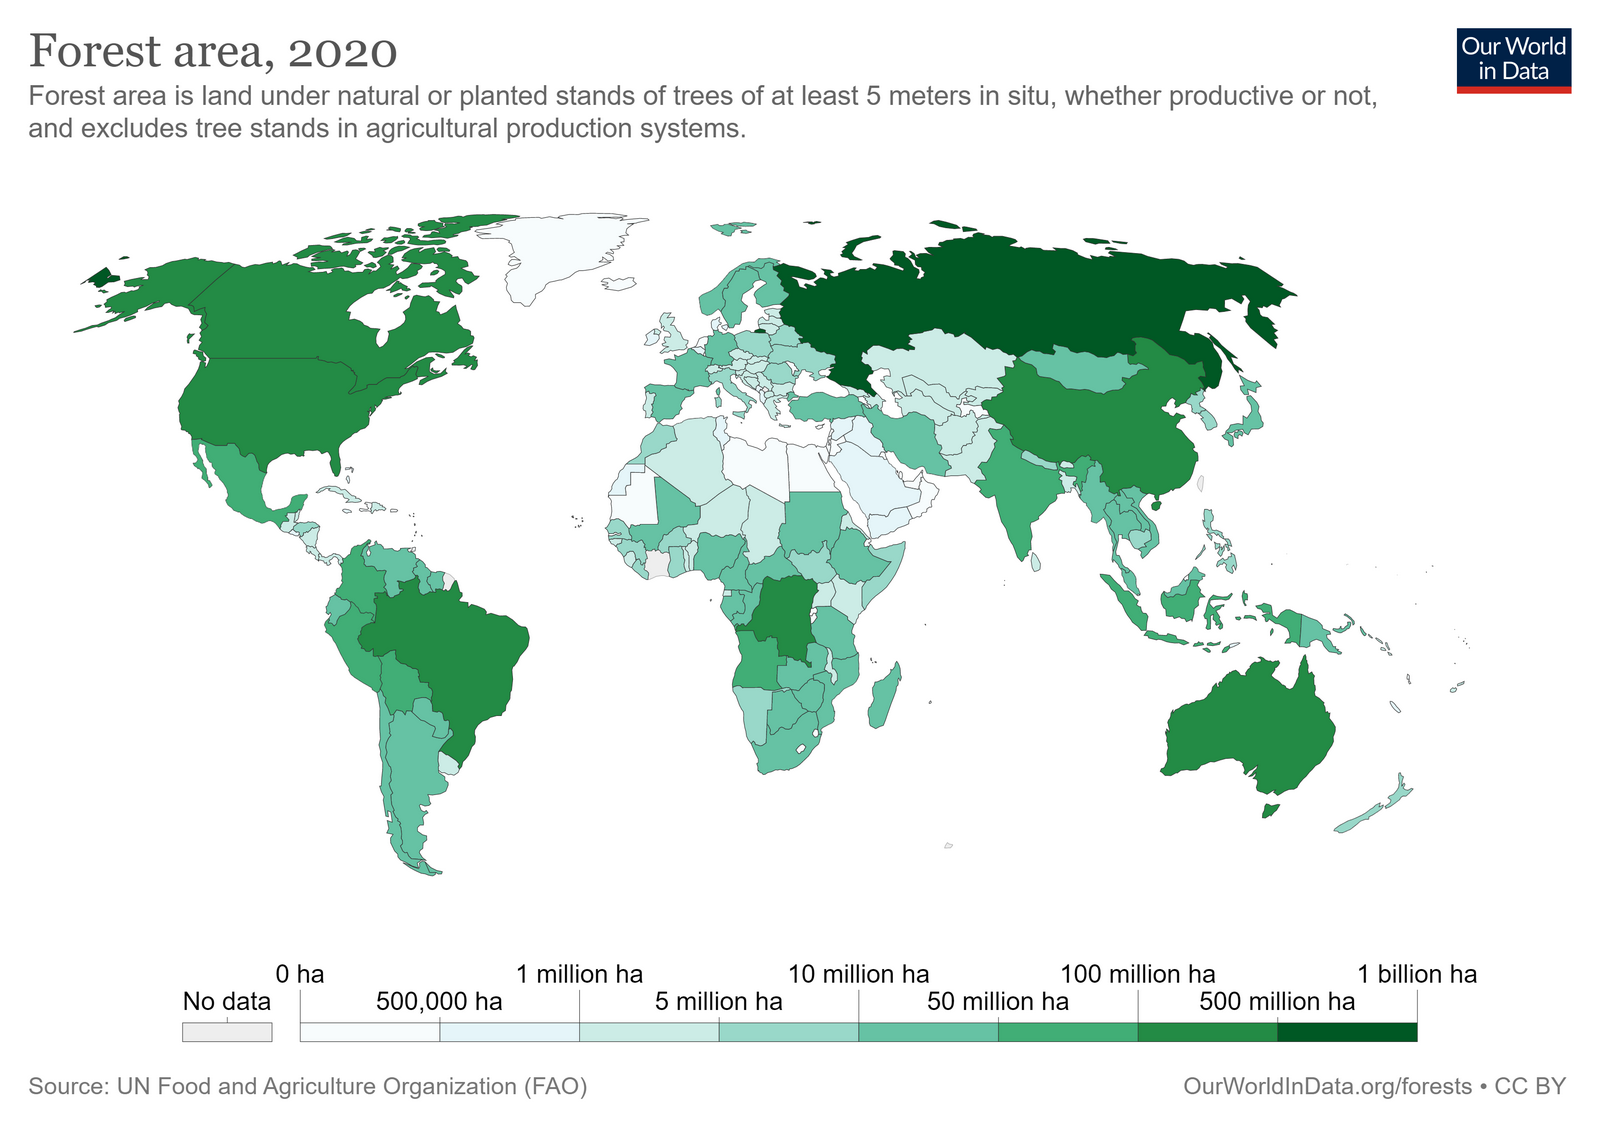 Forest area, 2020
Our World
in Data
Forest area is land under natural or planted stands of trees of at least 5 meters in situ, whether productive or not,
and excludes tree stands in agricultural production systems.
0 ha 1 million ha 10 million ha 100 million ha 1 billion ha
No data 500,000 ha 5 million ha 50 million ha 500 million ha
Source: UN Food and Agriculture Organization (FAO) OurWorldInData.org/forests • CC BY